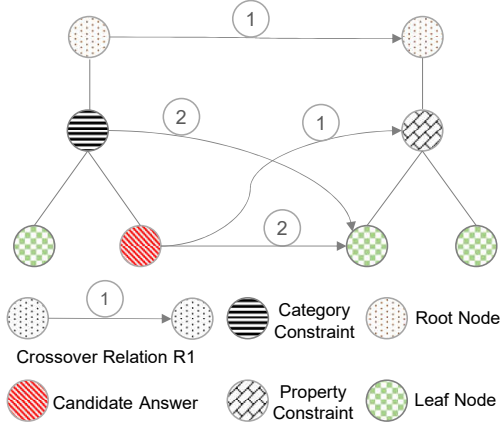 1
2
1
2
1
Crossover Relation R1
Category
Constraint
Root Node
Candidate Answer
Property
Constraint
Leaf Node